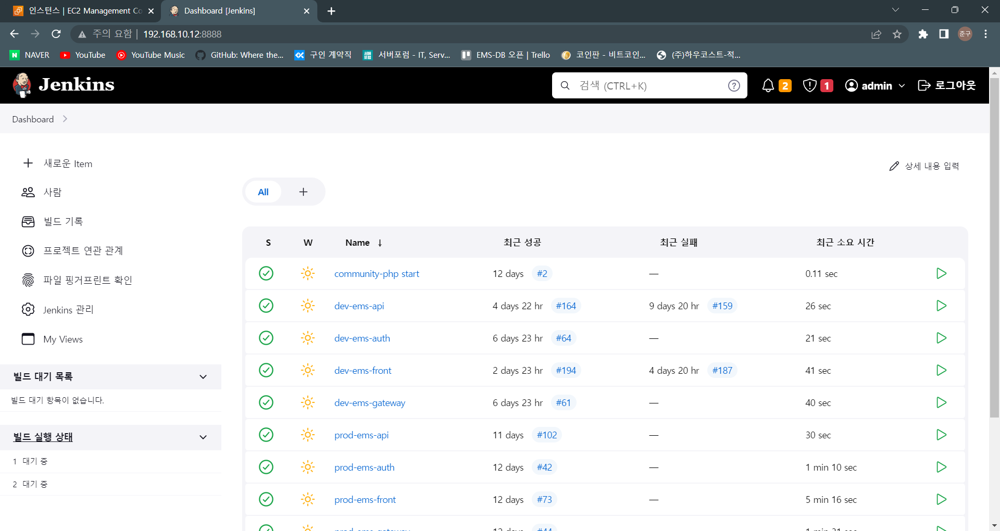 인스턴스 | EC2 Management Co
Dashboard [Jenkins]
주의 요함 | 192.168.10.12:8888
준구
NAVER
YouTube
YouTube Music
GitHub: Where the...
구인 계약직
서버포럼 - IT, Serv...
EMS-DB 오픈 | Trello
코인판 - 비트코인...
(주)하우코스트-적...
Jenkins
검색 (CTRL+K)
2
1
admin
로그아웃
Dashboard
새로운 Item
사람
빌드 기록
프로젝트 연관 관계
파일 핑거프린트 확인
Jenkins 관리
My Views
빌드 대기 목록
빌드 대기 항목이 없습니다.
빌드 실행 상태
1 대기 중
2 대기 중
상세 내용 입력
All
S W Name ↓ 최근 성공 최근 실패 최근 소요 시간
community-php start 12 days #2 — 0.11 sec
dev-ems-api 4 days 22 hr #164 9 days 20 hr #159 26 sec
dev-ems-auth 6 days 23 hr #64 — 21 sec
dev-ems-front 2 days 23 hr #194 4 days 20 hr #187 41 sec
dev-ems-gateway 6 days 23 hr #61 — 40 sec
prod-ems-api 11 days #102 — 30 sec
prod-ems-auth 12 days #42 — 1 min 10 sec
prod-ems-front 12 days #73 — 5 min 16 sec
prod-ems-gateway 12 days #44 1 min 21 sec